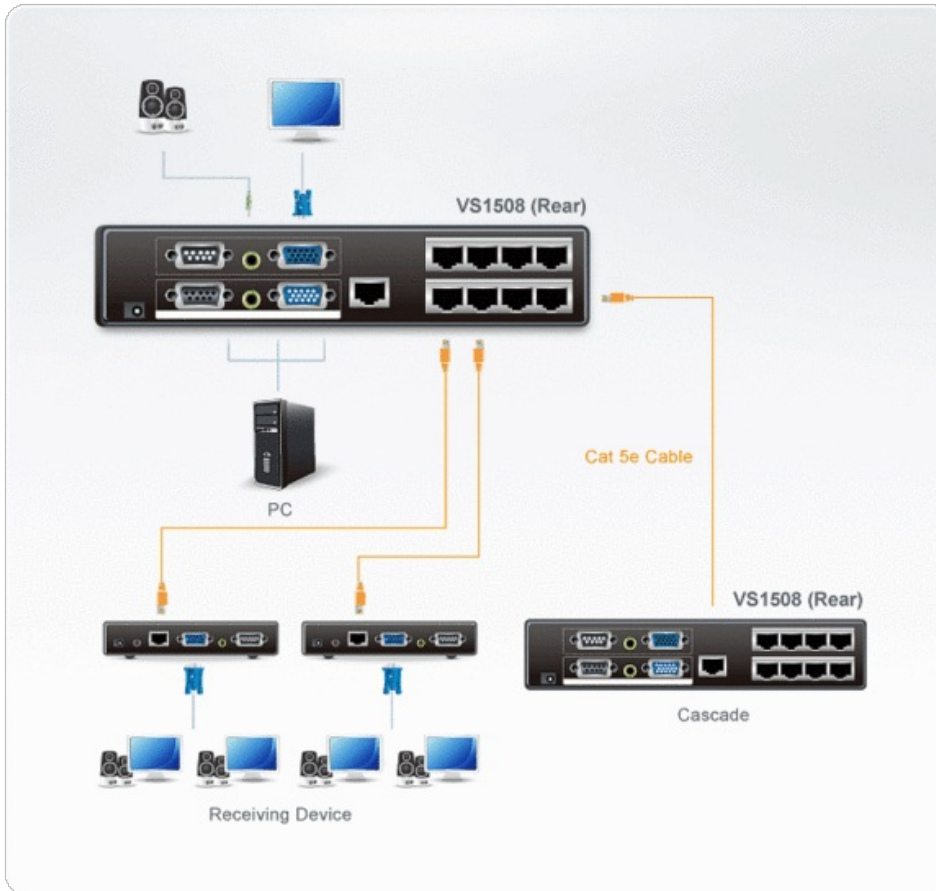 VS1508 (Rear)
Cat 5e Cable
PC
VS1508 (Rear)
Cascade
Receiving Device